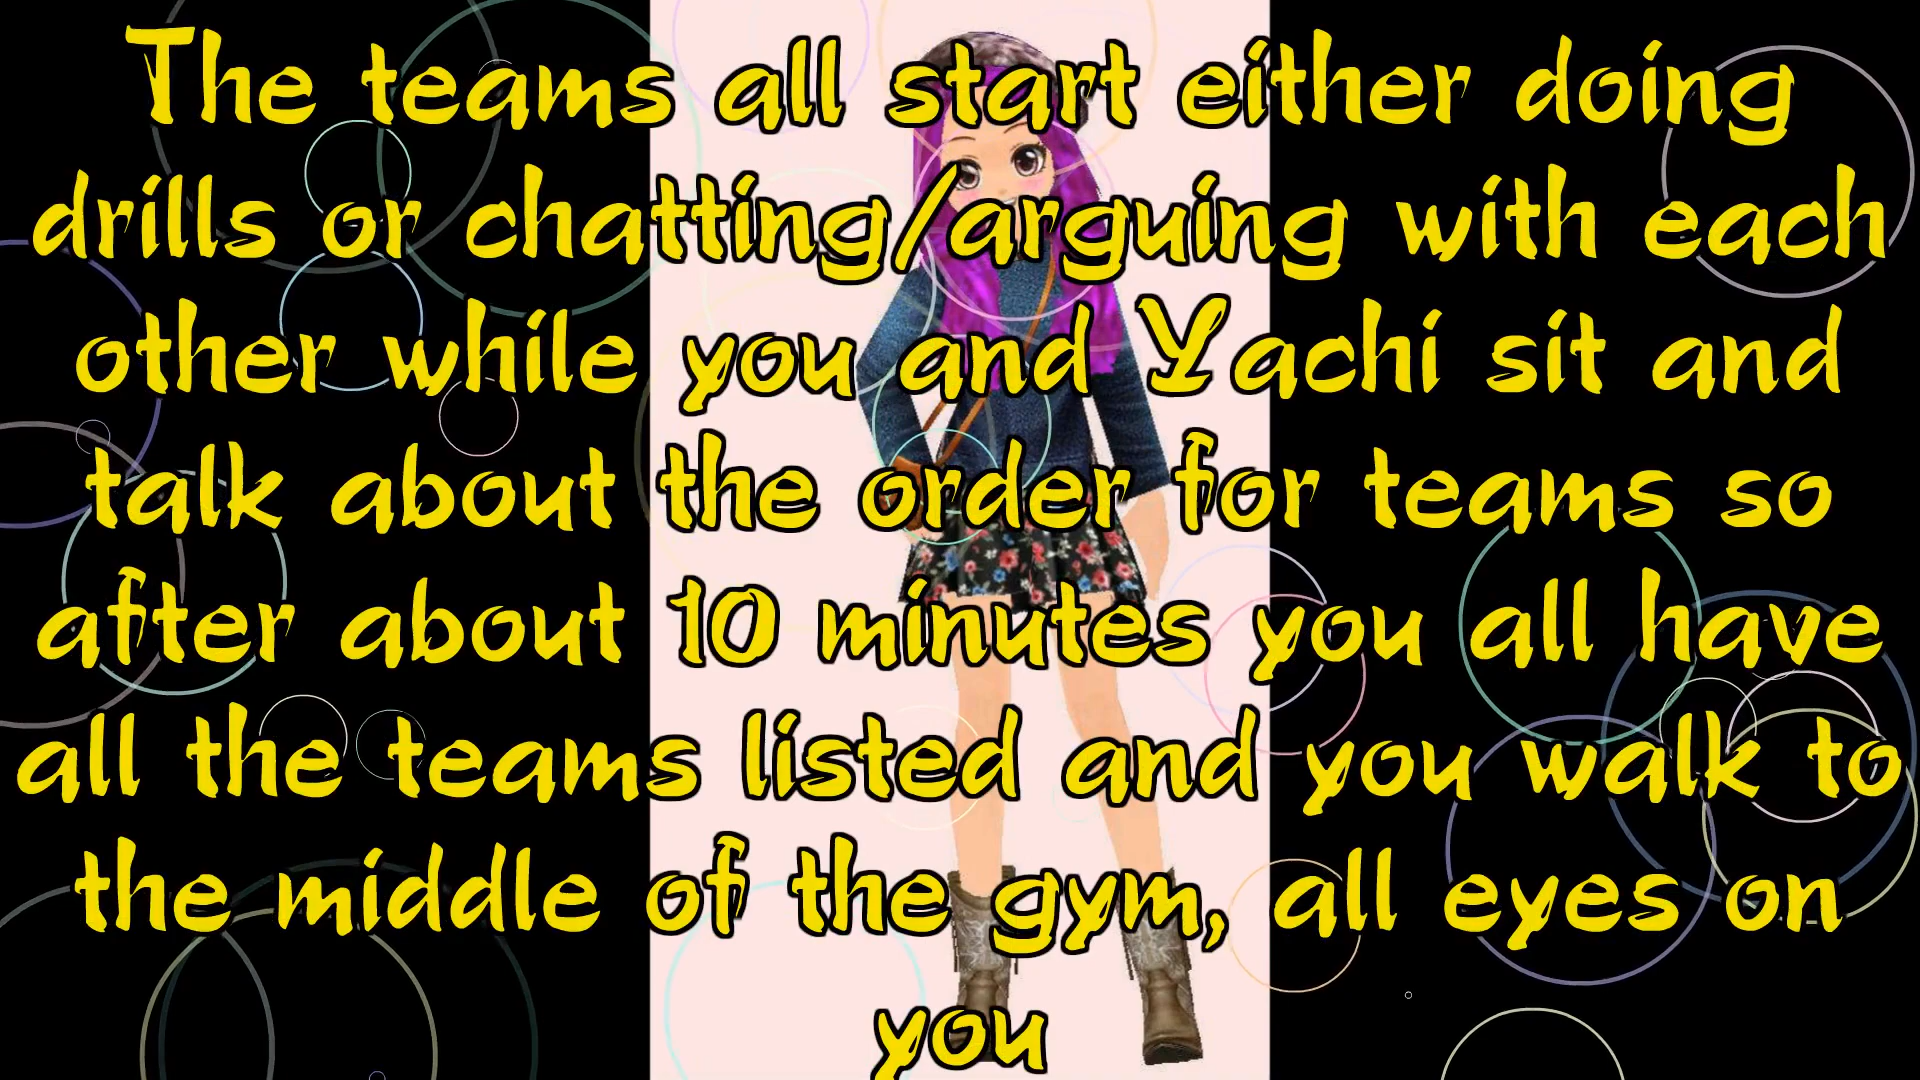 The teams all start either doing
drills or chatting/arguing with each
other while you and Yachi sit and
talk about the order for teams so
after about 10 minutes you all have
all the teams listed and you walk to
the middle of the gym, all eyes on
you